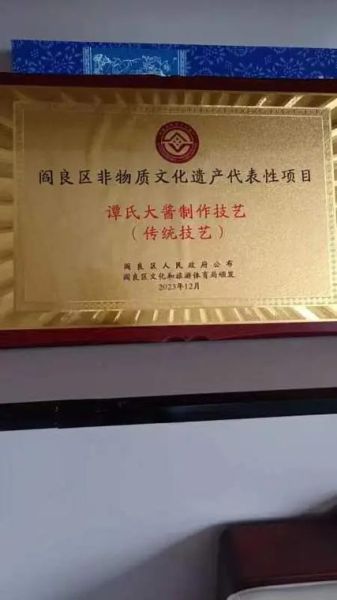 阎良区非物质文化遗产代表性项目
谭氏大酱制作技艺
（传统技艺）
阎良区人民政府公布
阎良区文化和旅游体育局颁发
2023年12月